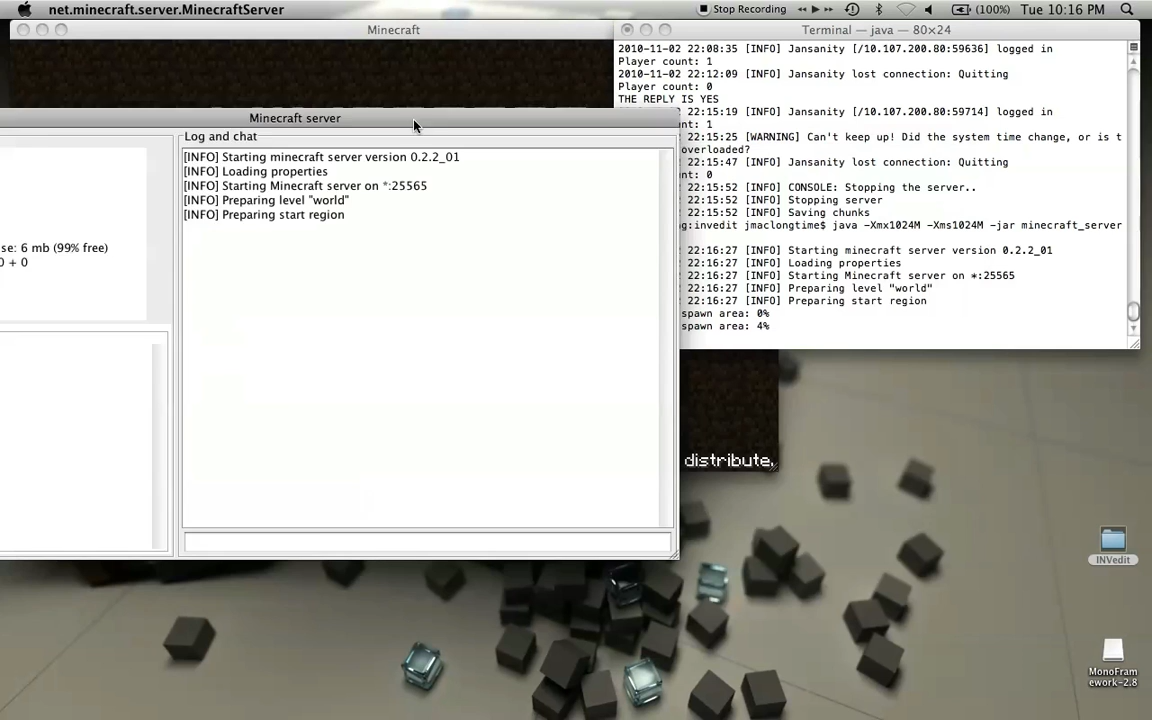 net.minecraft.server.MinecraftServer
Stop Recording
(100%)
Tue 10:16 PM
Minecraft
Terminal — java — 80×24
2010-11-02 22:08:35 [INFO] Jansanity [/10.107.200.80:59636] logged in
Player count: 1
2010-11-02 22:12:09 [INFO] Jansanity lost connection: Quitting
Player count: 0
THE REPLY IS YES
22:15:19 [INFO] Jansanity [/10.107.200.80:59714] logged in
nt: 1
22:15:25 [WARNING] Can't keep up! Did the system time change, or is t
overloaded?
22:15:47 [INFO] Jansanity lost connection: Quitting
nt: 0
22:15:52 [INFO] CONSOLE: Stopping the server..
22:15:52 [INFO] Stopping server
22:15:52 [INFO] Saving chunks
g:invedit jmaclongtime$ java -Xmx1024M -Xms1024M -jar minecraft_server
22:16:27 [INFO] Starting minecraft server version 0.2.2_01
22:16:27 [INFO] Loading properties
22:16:27 [INFO] Starting Minecraft server on *:25565
22:16:27 [INFO] Preparing level "world"
22:16:27 [INFO] Preparing start region
spawn area: 0%
spawn area: 4%
Minecraft server
Log and chat
[INFO] Starting minecraft server version 0.2.2_01
[INFO] Loading properties
[INFO] Starting Minecraft server on *:25565
[INFO] Preparing level "world"
[INFO] Preparing start region
se: 6 mb (99% free)
0 + 0
distribute,
INVedit
MonoFram
ework-2.8